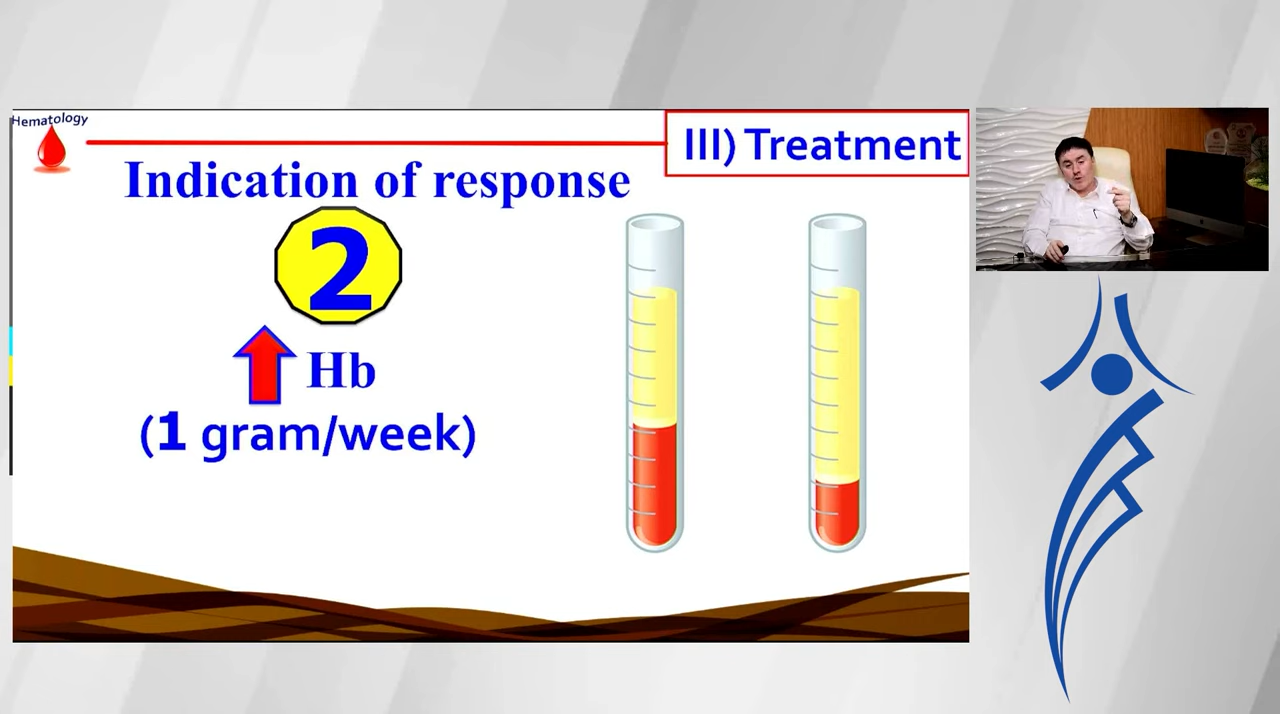 Hematology
III) Treatment
Indication of response
2
Hb
(1 gram/week)